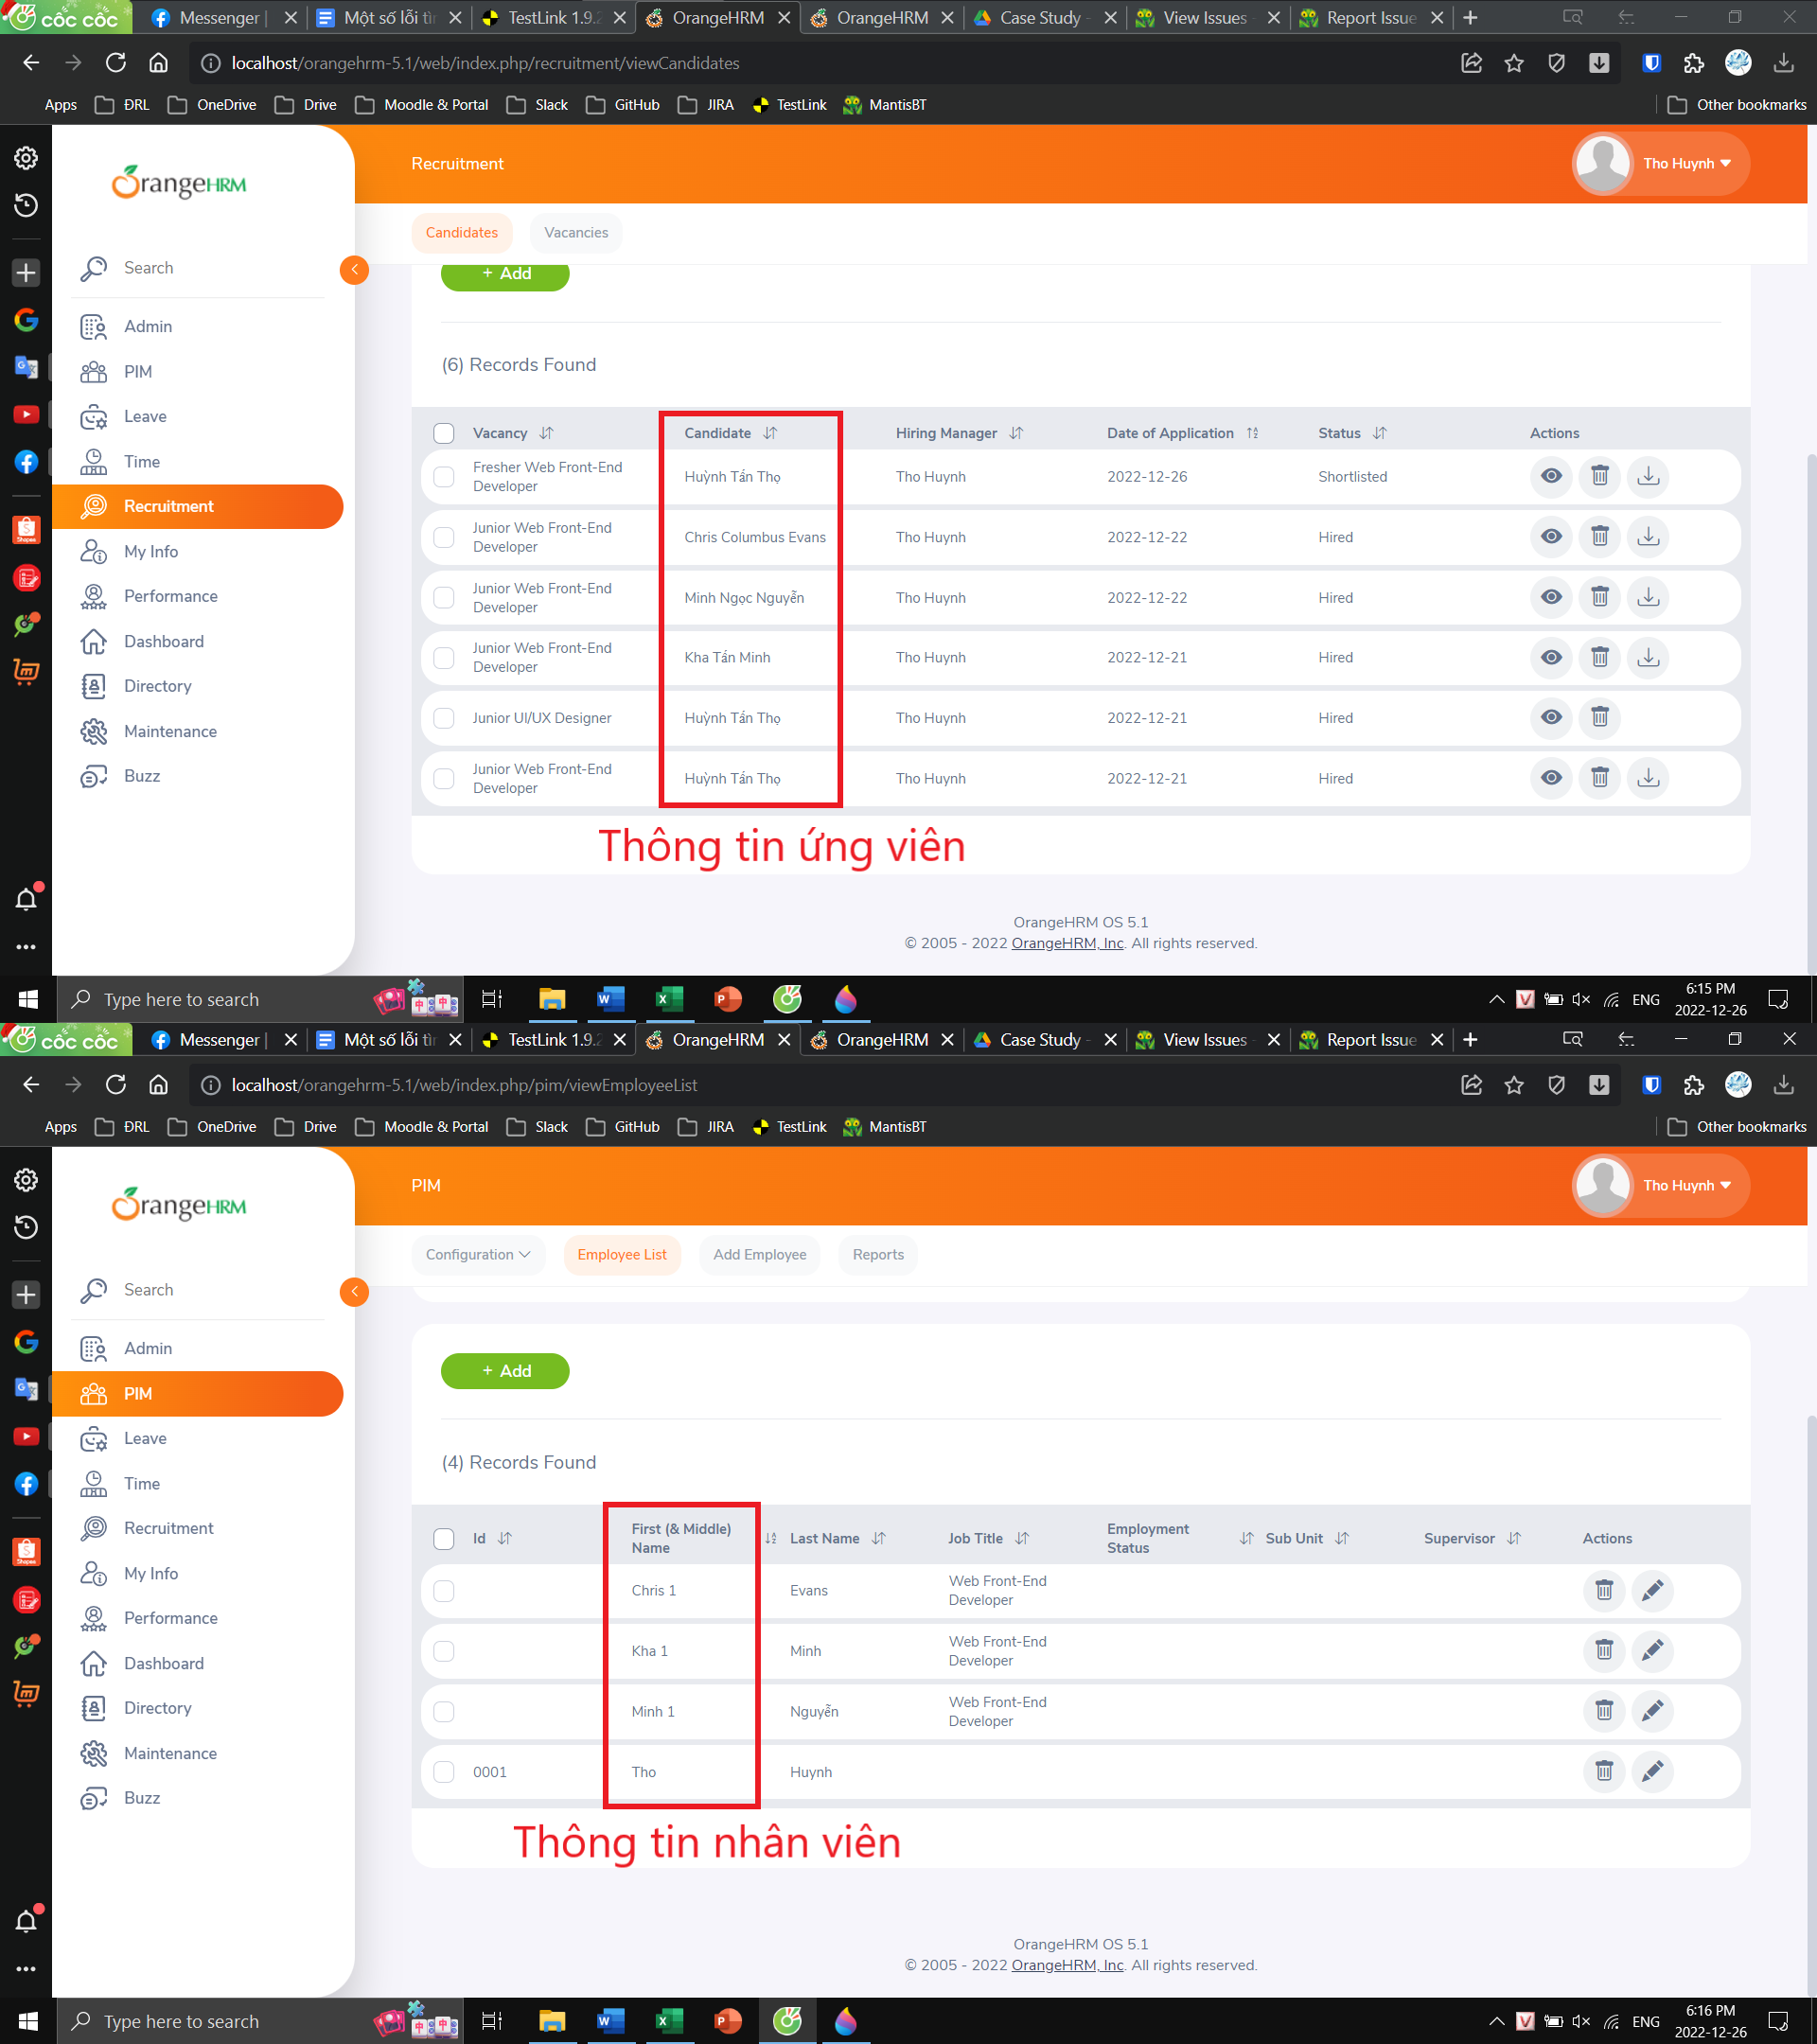 cốc cốc
Messenger |
Một số lỗi tìr
TestLink 1.9.2
OrangeHRM
OrangeHRM
Case Study -
View Issues -
Report Issue
localhost/orangehrm-5.1/web/index.php/recruitment/viewCandidates
Apps ĐRL OneDrive Drive Moodle & Portal Slack GitHub JIRA TestLink MantisBT Other bookmarks
OrangeHRM
Recruitment
Tho Huynh
Candidates Vacancies
Search
Admin
PIM
Leave
Time
Recruitment
My Info
Performance
Dashboard
Directory
Maintenance
Buzz
+ Add
(6) Records Found
Vacancy Candidate Hiring Manager Date of Application Status Actions
Fresher Web Front-End
Developer
Huỳnh Tấn Thọ Tho Huynh 2022-12-26 Shortlisted
Junior Web Front-End
Developer
Chris Columbus Evans Tho Huynh 2022-12-22 Hired
Junior Web Front-End
Developer
Minh Ngọc Nguyễn Tho Huynh 2022-12-22 Hired
Junior Web Front-End
Developer
Kha Tấn Minh Tho Huynh 2022-12-21 Hired
Junior UI/UX Designer Huỳnh Tấn Thọ Tho Huynh 2022-12-21 Hired
Junior Web Front-End
Developer
Huỳnh Tấn Thọ Tho Huynh 2022-12-21 Hired
Thông tin ứng viên
OrangeHRM OS 5.1
© 2005 - 2022 OrangeHRM, Inc. All rights reserved.
Type here to search
ENG
6:15 PM
2022-12-26
cốc cốc
Messenger |
Một số lỗi tìr
TestLink 1.9.2
OrangeHRM
OrangeHRM
Case Study -
View Issues -
Report Issue
localhost/orangehrm-5.1/web/index.php/pim/viewEmployeeList
Apps ĐRL OneDrive Drive Moodle & Portal Slack GitHub JIRA TestLink MantisBT Other bookmarks
OrangeHRM
PIM
Tho Huynh
Configuration Employee List Add Employee Reports
Search
Admin
PIM
Leave
Time
Recruitment
My Info
Performance
Dashboard
Directory
Maintenance
Buzz
+ Add
(4) Records Found
Id
First (& Middle)
Name
Last Name
Job Title
Employment
Status
Sub Unit
Supervisor
Actions
Chris 1 Evans
Web Front-End
Developer
Kha 1 Minh
Web Front-End
Developer
Minh 1 Nguyễn
Web Front-End
Developer
0001 Tho Huynh
Thông tin nhân viên
OrangeHRM OS 5.1
© 2005 - 2022 OrangeHRM, Inc. All rights reserved.
Type here to search
ENG
6:16 PM
2022-12-26